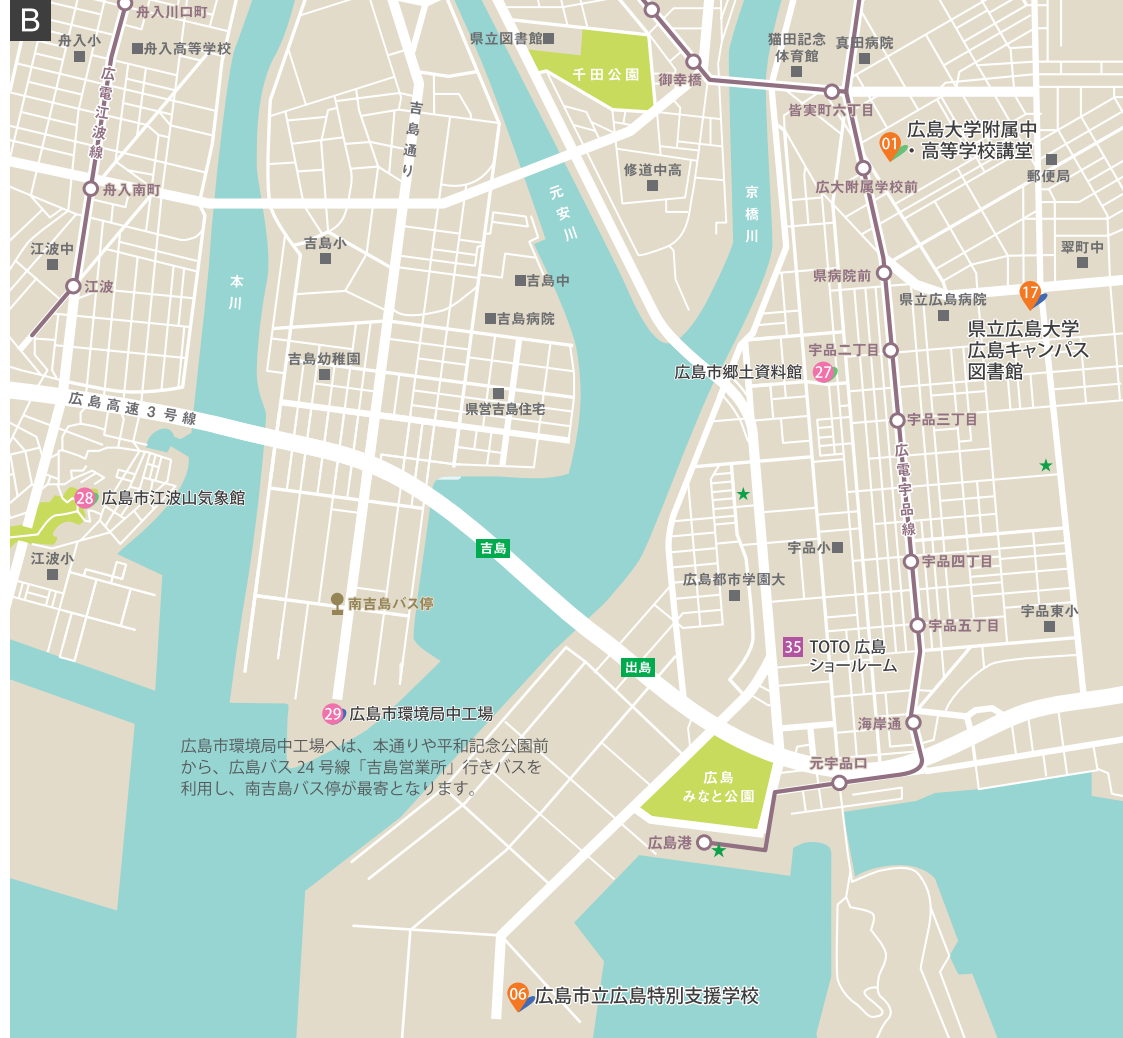 B
舟入川口町
舟入小
舟入高等学校
広電江波線
県立図書館
千田公園
御幸橋
猫田記念
体育館
真田病院
皆実町六丁目
01
広島大学附属中
・高等学校講堂
吉島通り
修道中高
郵便局
広大附属学校前
舟入南町
元安川
京橋川
江波中
吉島小
翠町中
本川
江波
吉島中
県病院前
県立広島病院
17
県立広島大学
広島キャンパス
図書館
吉島病院
宇品二丁目
吉島幼稚園
広島市郷土資料館
27
広島高速3号線
県営吉島住宅
宇品三丁目
広電宇品線
28
広島市江波山気象館
吉島
宇品小
江波小
宇品四丁目
広島都市学園大
南吉島バス停
宇品東小
宇品五丁目
35
TOTO 広島
ショールーム
出島
29
広島市環境局中工場
海岸通
広島市環境局中工場へは、本通りや平和記念公園前
から、広島バス 24 号線「吉島営業所」行きバスを
利用し、南吉島バス停が最寄となります。
元宇品口
広島
みなと公園
広島港
06
広島市立広島特別支援学校